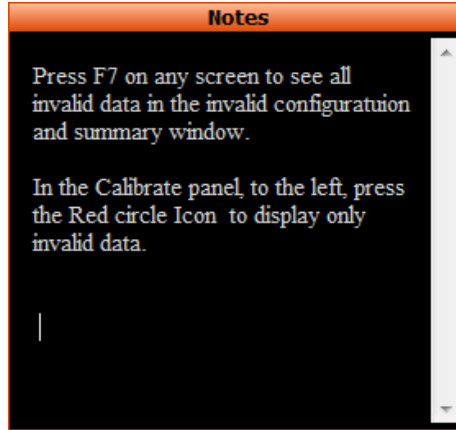 Notes
Press F7 on any screen to see all
invalid data in the invalid configuratuion
and summary window.
In the Calibrate panel, to the left, press
the Red circle Icon  to display only
invalid data.